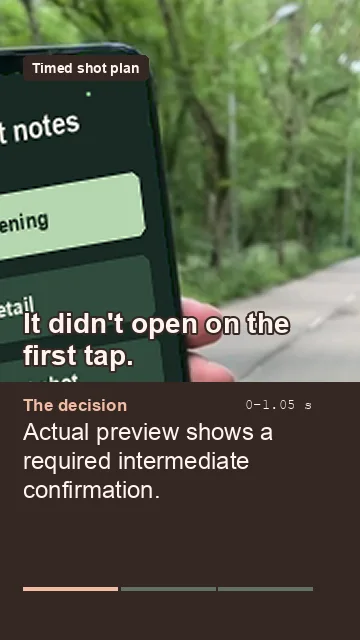 Timed shot plan
t notes
ening
etail
It didn't open on the
first tap.
The decision
0–1.05 s
Actual preview shows a
required intermediate
confirmation.